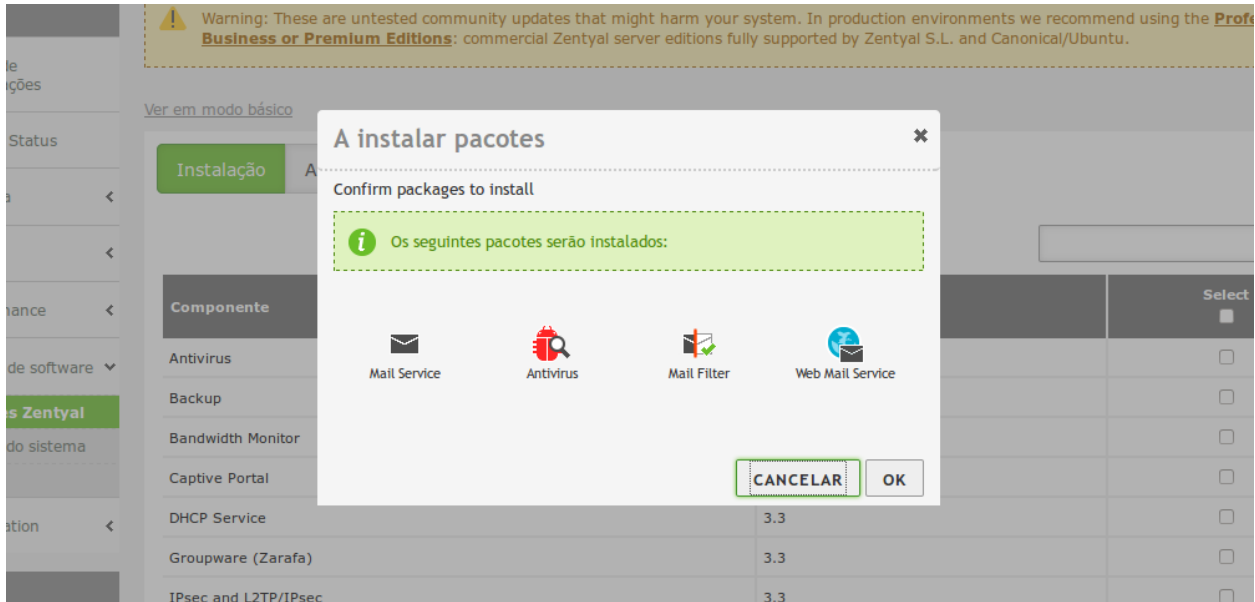 Warning: These are untested community updates that might harm your system. In production environments we recommend using the
Business or Premium Editions: commercial Zentyal server editions fully supported by Zentyal S.L. and Canonical/Ubuntu.
Ver em modo básico
Status
de software
Zentyal
do sistema
Instalação
A instalar pacotes
Confirm packages to install
Os seguintes pacotes serão instalados:
Mail Service Antivirus Mail Filter Web Mail Service
CANCELAR OK
Componente Select
Antivirus
Backup
Bandwidth Monitor
Captive Portal
DHCP Service 3.3
Groupware (Zarafa) 3.3
IPsec and L2TP/IPsec 3.3